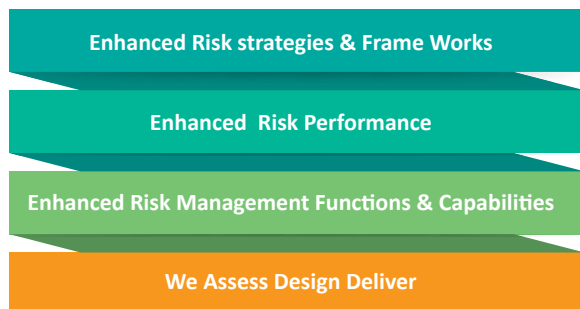 Enhanced Risk strategies & Frame Works
Enhanced  Risk Performance
Enhanced Risk Management Functions & Capabilities
We Assess Design Deliver